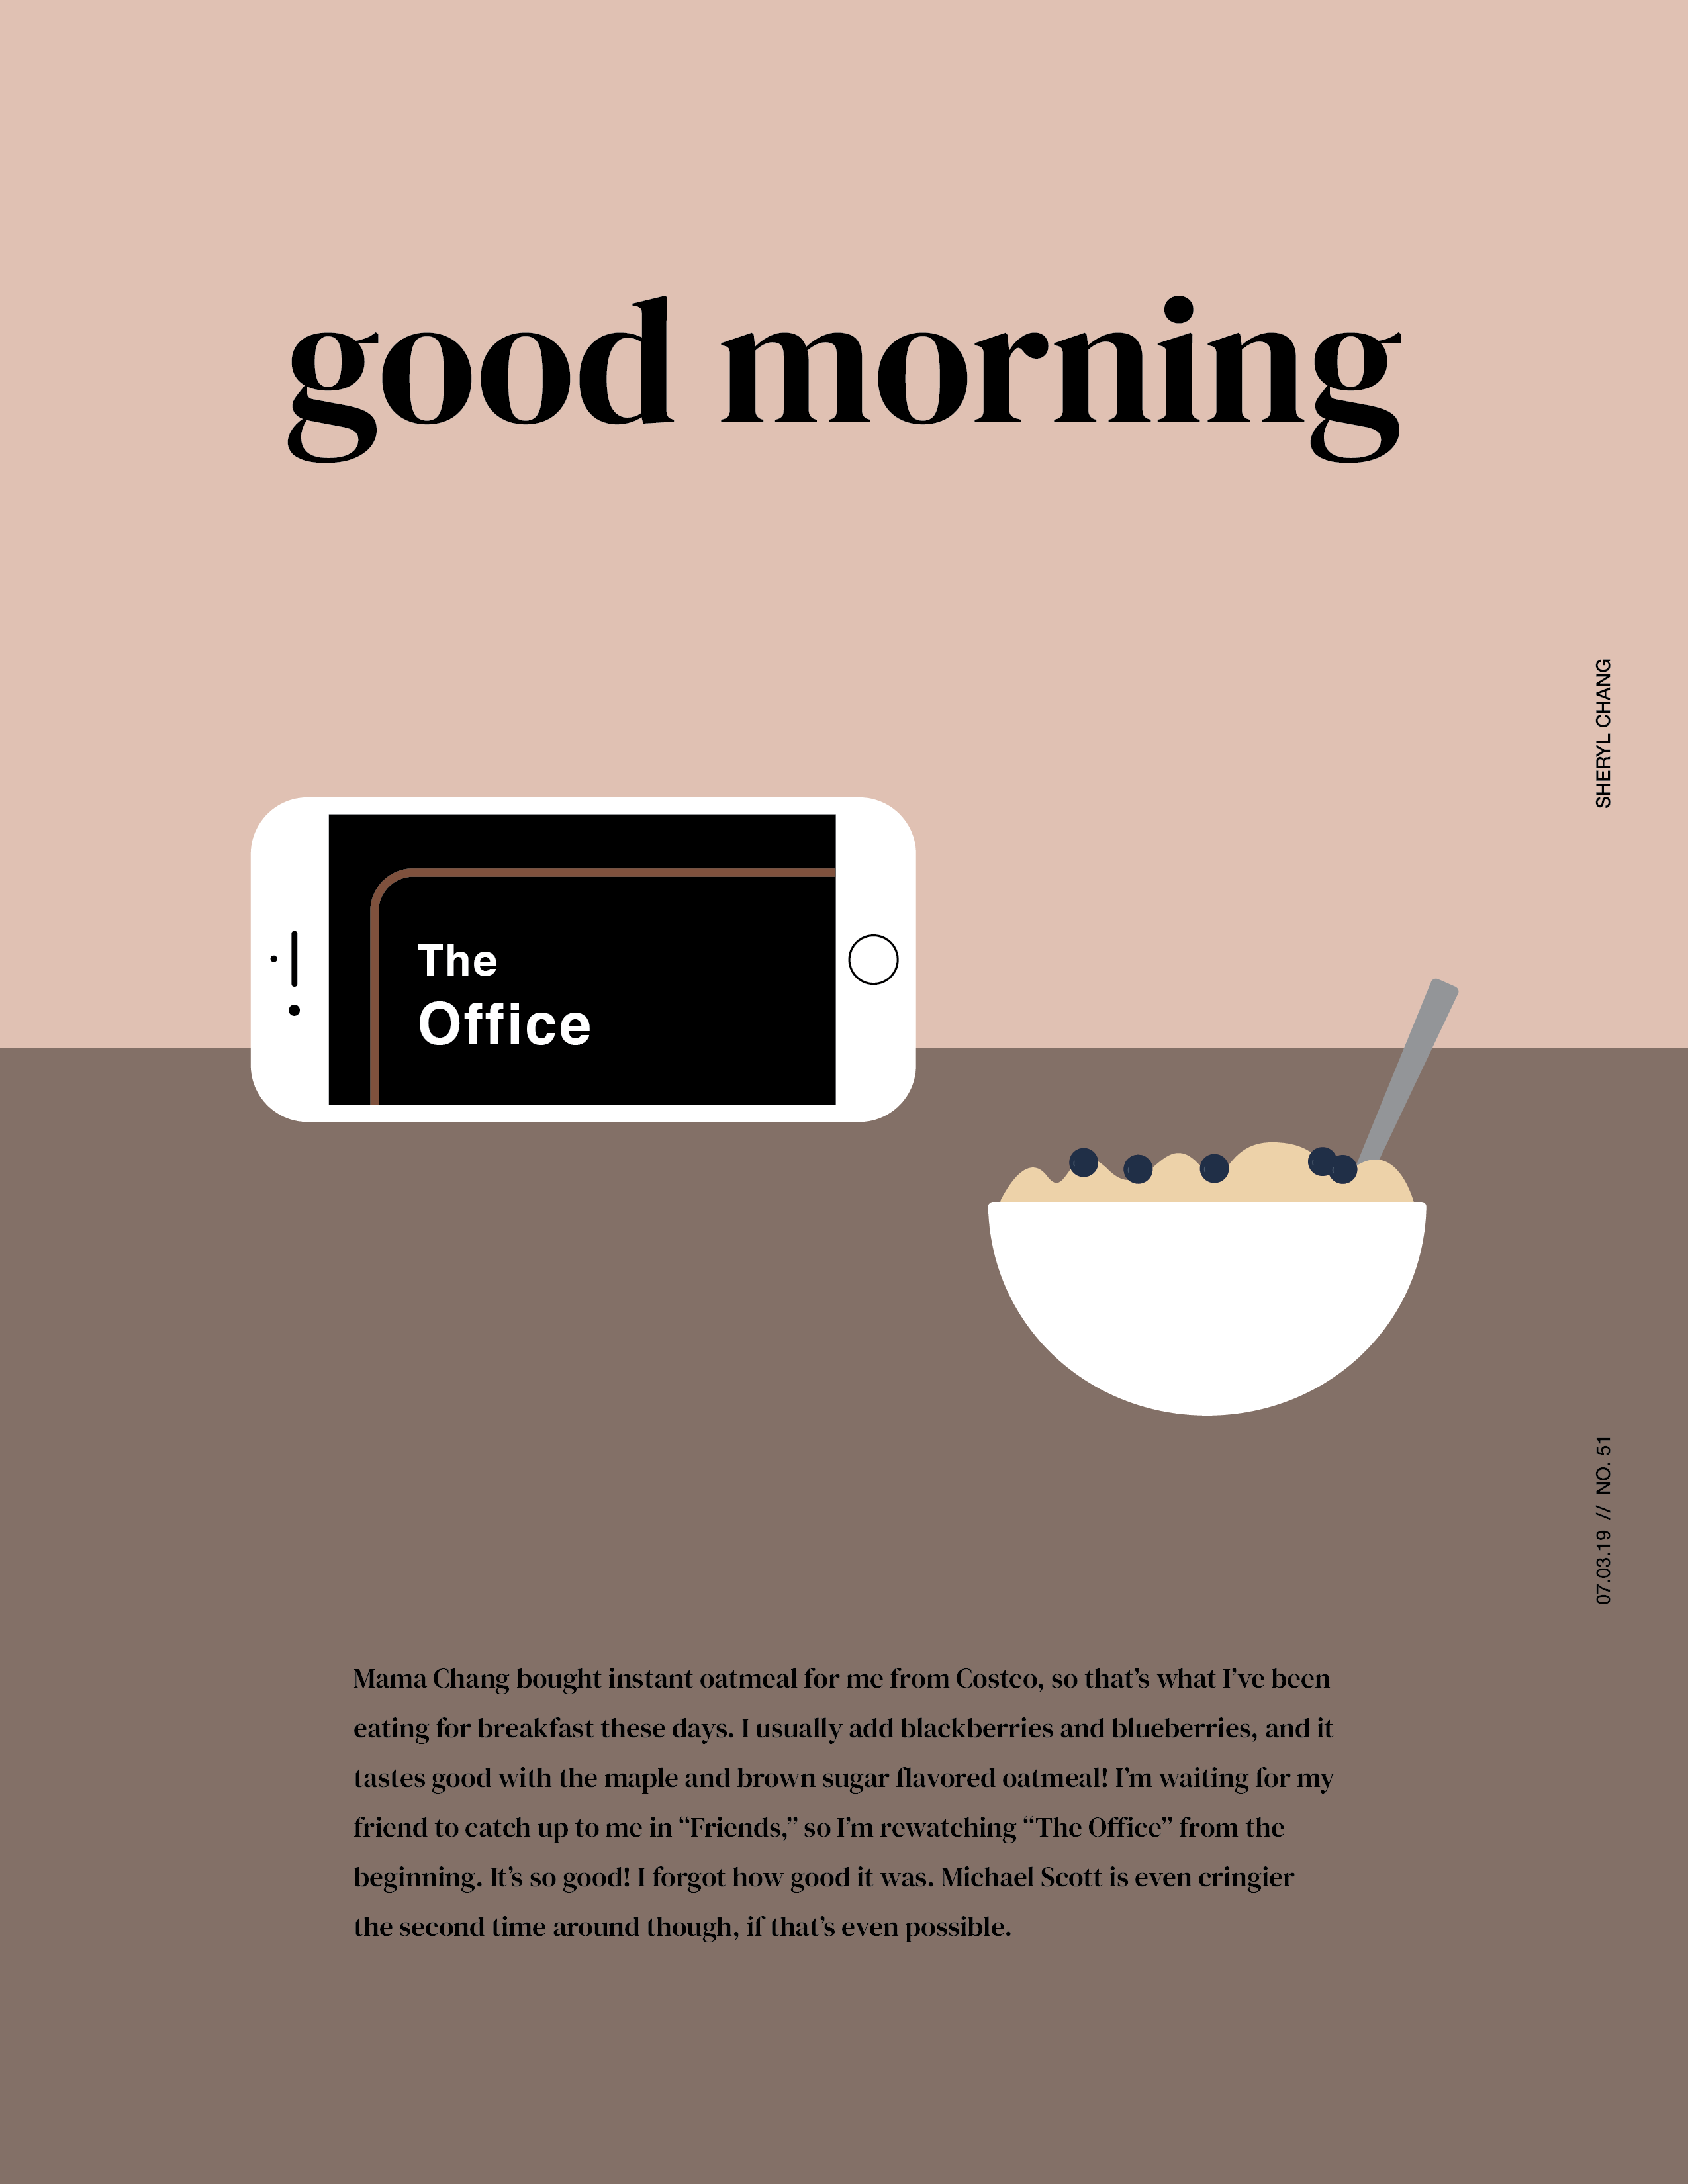 good morning
SHERYL CHANG
The
Office
07.03.19 // NO. 51
Mama Chang bought instant oatmeal for me from Costco, so that’s what I’ve been
eating for breakfast these days. I usually add blackberries and blueberries, and it
tastes good with the maple and brown sugar flavored oatmeal! I’m waiting for my
friend to catch up to me in “Friends,” so I’m rewatching “The Office” from the
beginning. It’s so good! I forgot how good it was. Michael Scott is even cringier
the second time around though, if that’s even possible.